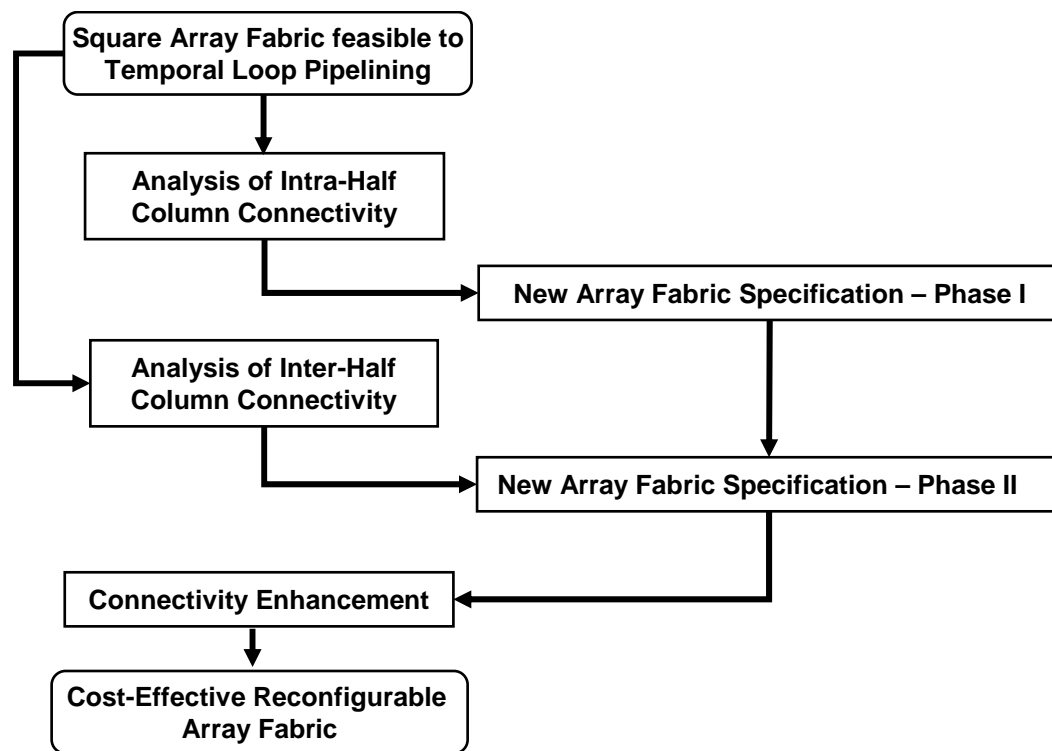 Square Array Fabric feasible to
Temporal Loop Pipelining
Analysis of Intra-Half
Column Connectivity
New Array Fabric Specification – Phase I
Analysis of Inter-Half
Column Connectivity
New Array Fabric Specification – Phase II
Connectivity Enhancement
Cost-Effective Reconfigurable
Array Fabric